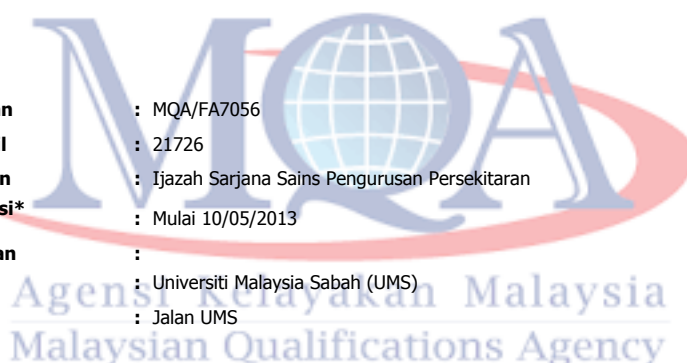 MQA
: MQA/FA7056
: 21726
: Ijazah Sarjana Sains Pengurusan Persekitaran
si* : Mulai 10/05/2013
an :
: Universiti Malaysia Sabah (UMS)
Agensi Kelayakan Malaysia
: Jalan UMS
Malaysian Qualifications Agency